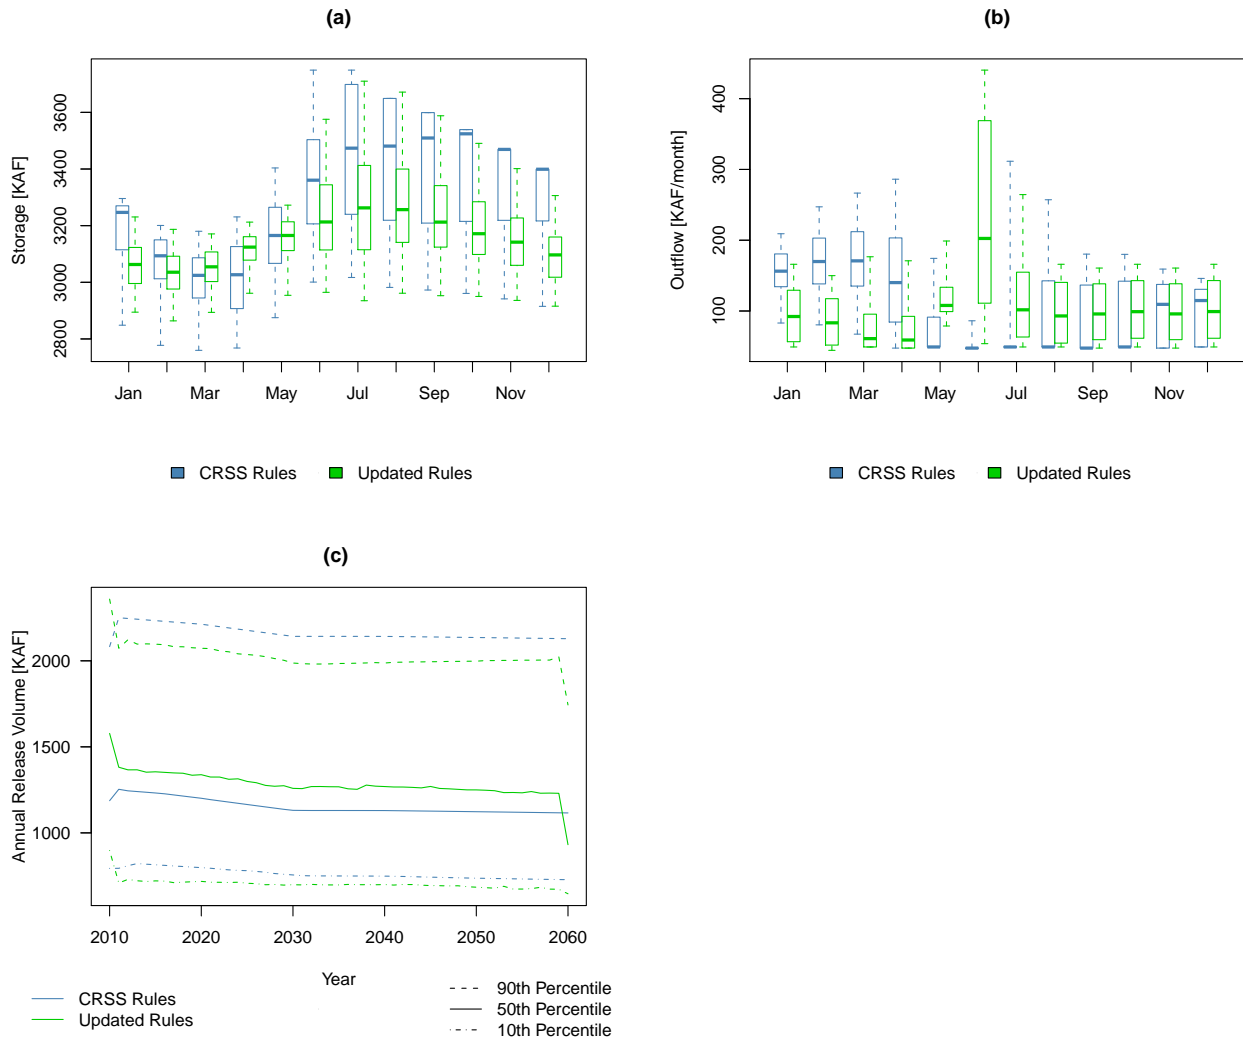 (a)
Storage [KAF]
3600
3400
3200
3000
2800
Jan
Mar
May
Jul
Sep
Nov
CRSS Rules
Updated Rules
(b)
Outflow [KAF/month]
400
300
200
100
Jan
Mar
May
Jul
Sep
Nov
CRSS Rules
Updated Rules
(c)
Annual Release Volume [KAF]
2000
1500
1000
2010
2020
2030
2040
2050
2060
Year
CRSS Rules
Updated Rules
90th Percentile
50th Percentile
10th Percentile